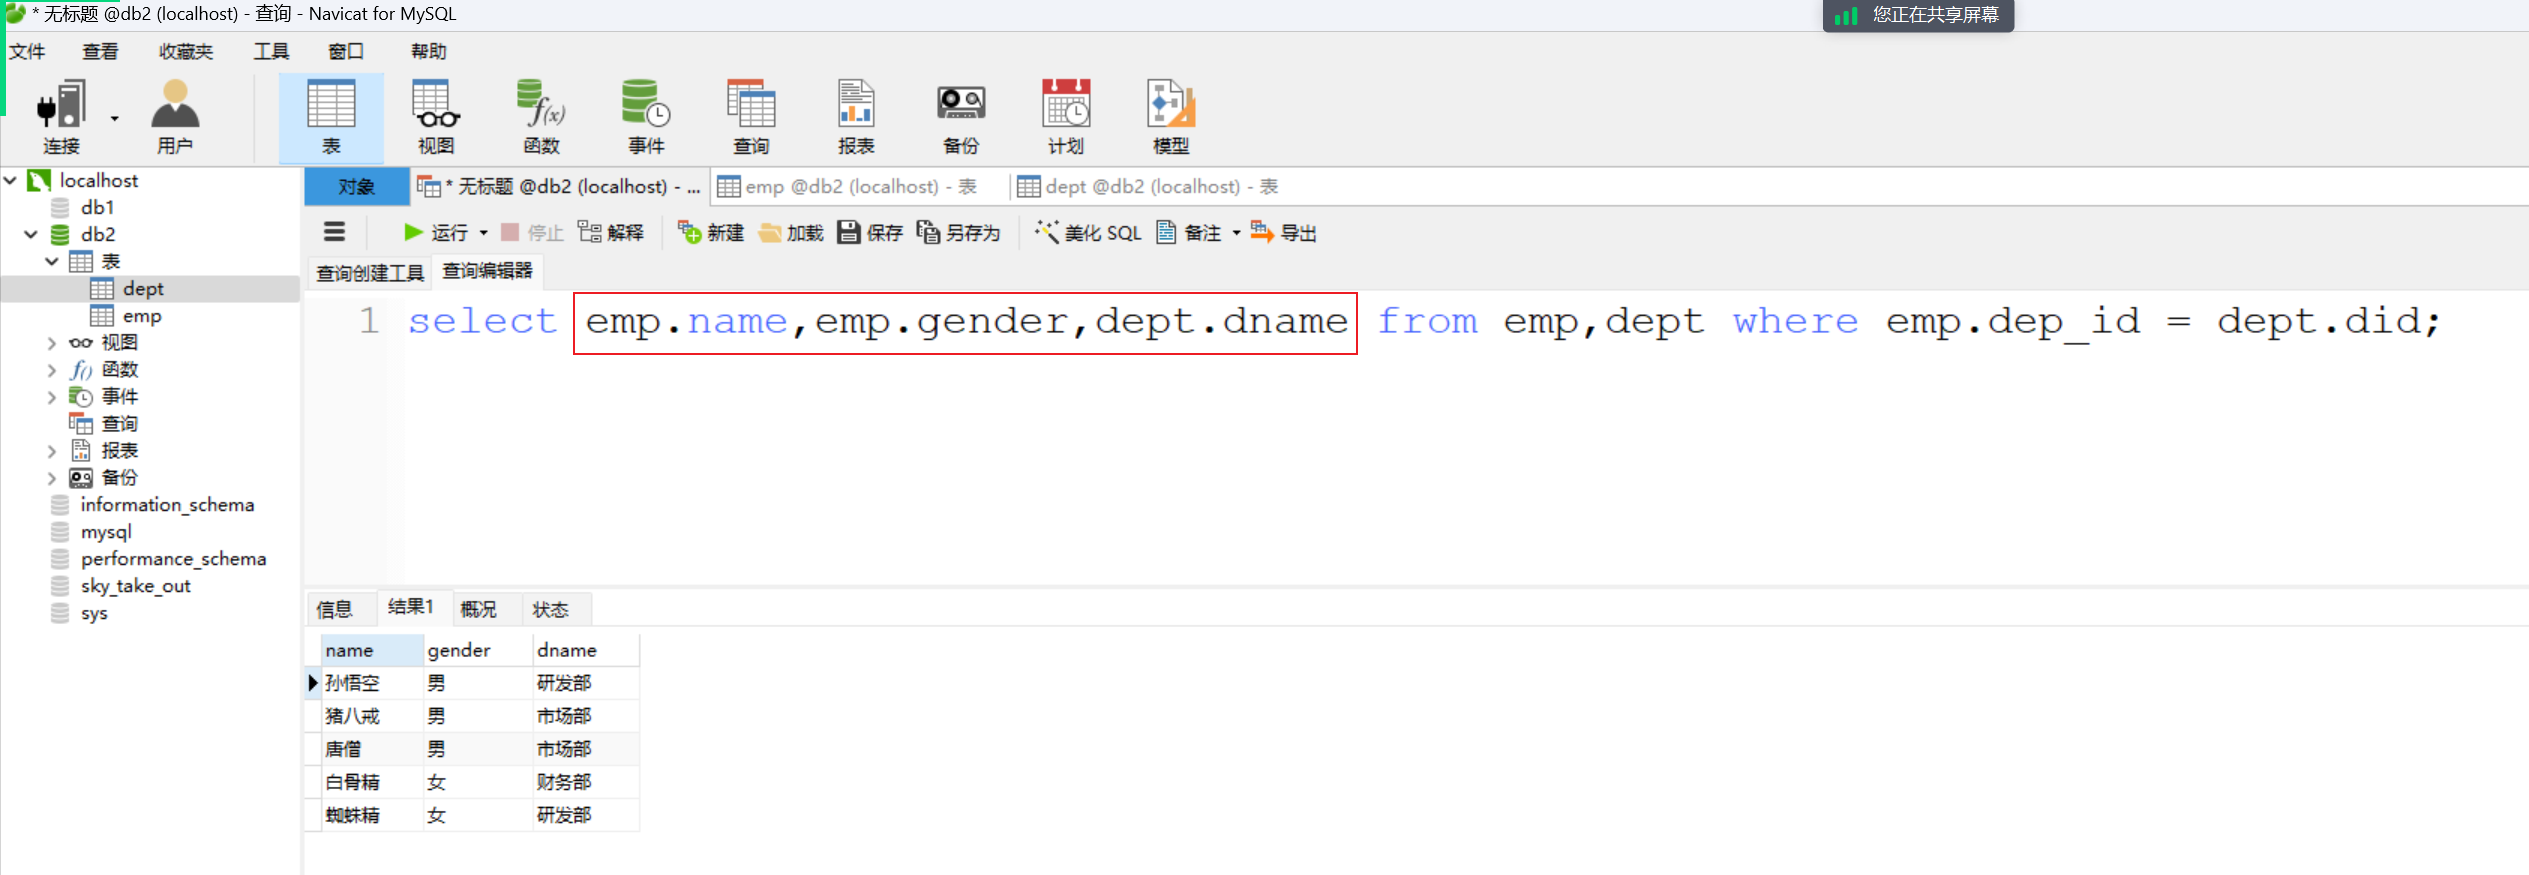 * 无标题 @db2 (localhost) - 查询 - Navicat for MySQL
您正在共享屏幕
文件 查看 收藏夹 工具 窗口 帮助
连接 用户 表 视图 函数 事件 查询 报表 备份 计划 模型
localhost
db1
db2
表
dept
emp
视图
函数
事件
查询
报表
备份
information_schema
mysql
performance_schema
sky_take_out
sys
对象 * 无标题 @db2 (localhost) - ... emp @db2 (localhost) - 表 dept @db2 (localhost) - 表
运行 停止 解释 新建 加载 保存 另存为 美化 SQL 备注 导出
查询创建工具 查询编辑器
1 select emp.name,emp.gender,dept.dname from emp,dept where emp.dep_id = dept.did;
信息 结果1 概况 状态
name gender dname
孙悟空 男 研发部
猪八戒 男 市场部
唐僧 男 市场部
白骨精 女 财务部
蜘蛛精 女 研发部